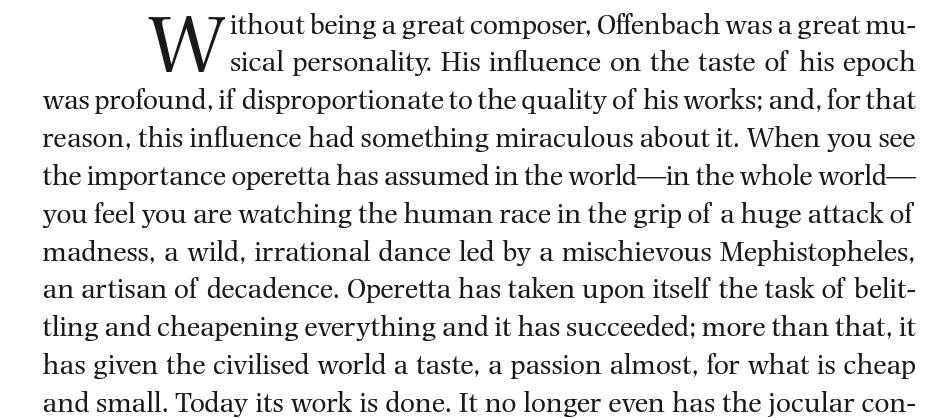 Without being a great composer, Offenbach was a great mu-
sical personality. His influence on the taste of his epoch
was profound, if disproportionate to the quality of his works; and, for that
reason, this influence had something miraculous about it. When you see
the importance operetta has assumed in the world—in the whole world—
you feel you are watching the human race in the grip of a huge attack of
madness, a wild, irrational dance led by a mischievous Mephistopheles,
an artisan of decadence. Operetta has taken upon itself the task of belit-
tling and cheapening everything and it has succeeded; more than that, it
has given the civilised world a taste, a passion almost, for what is cheap
and small. Today its work is done. It no longer even has the jocular con-